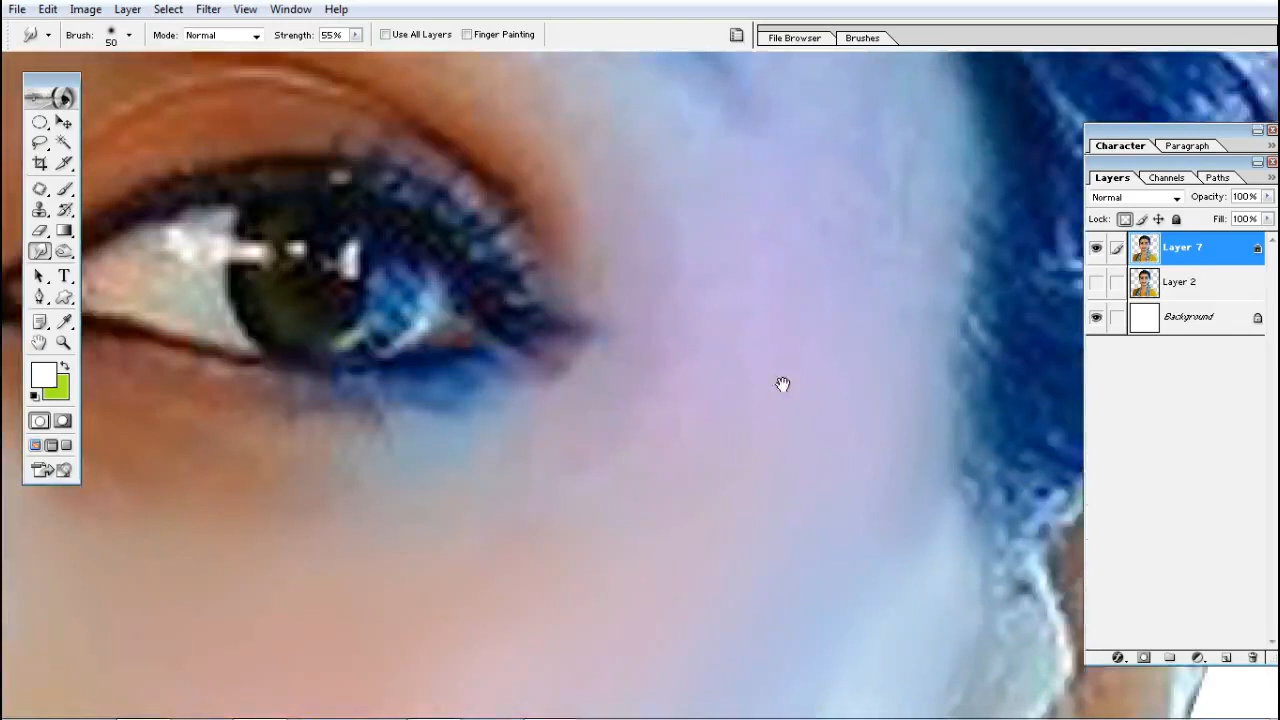 File Edit Image Layer Select Filter View Window Help
Brush: 50 Mode: Normal Strength: 55% Use All Layers Finger Painting File Browser Brushes
Character Paragraph
Layers Channels Paths
Normal Opacity: 100%
Lock: Fill: 100%
Layer 7
Layer 2
Background